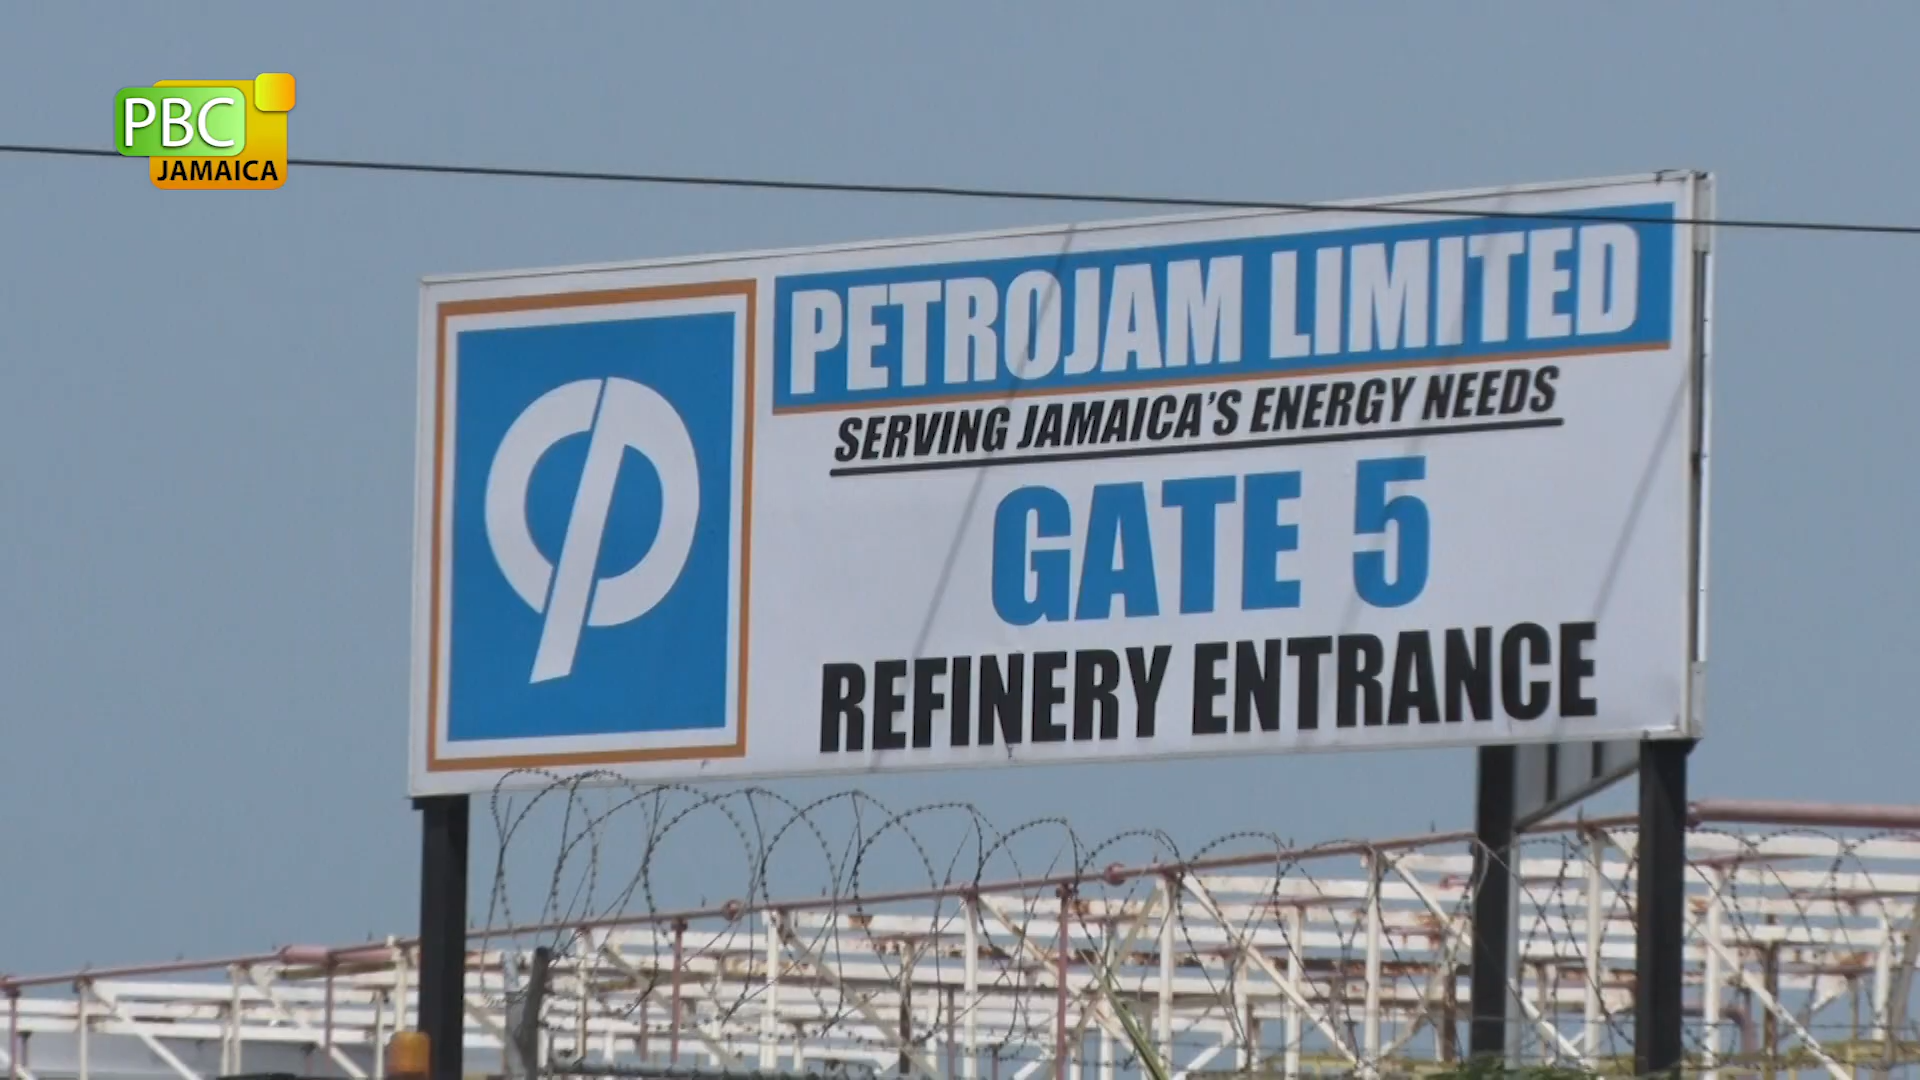 PBC
JAMAICA
PETROJAM LIMITED
SERVING JAMAICA'S ENERGY NEEDS
GATE 5
REFINERY ENTRANCE